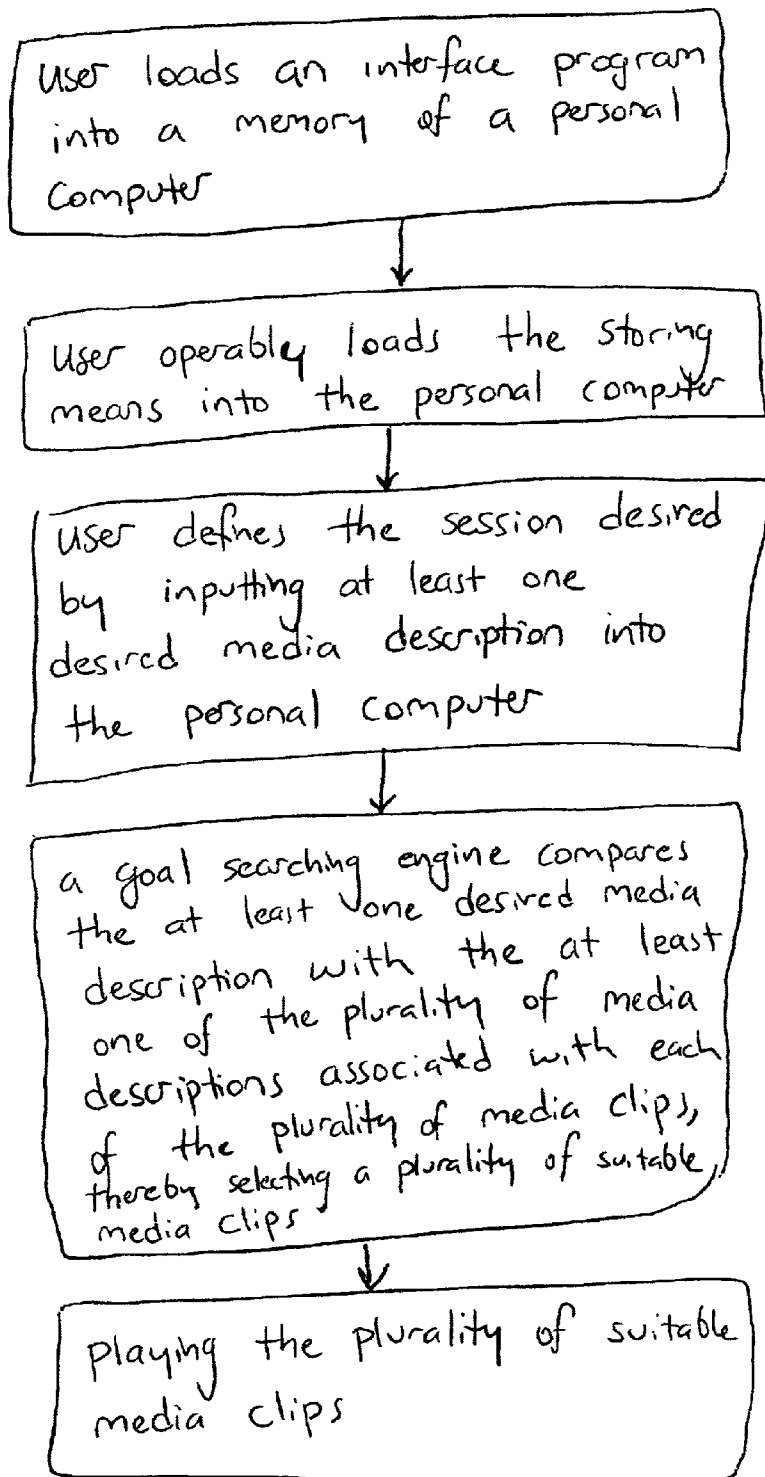 user loads an interface program
into a memory of a personal
computer
user operably loads the storing
means into the personal computer
user defines the session desired
by inputting at least one
desired media description into
the personal computer
a goal searching engine compares
the at least one desired media
description with the at least
one of the plurality of media
descriptions associated with each
of the plurality of media clips,
thereby selecting a plurality of suitable
media clips
playing the plurality of suitable
media clips